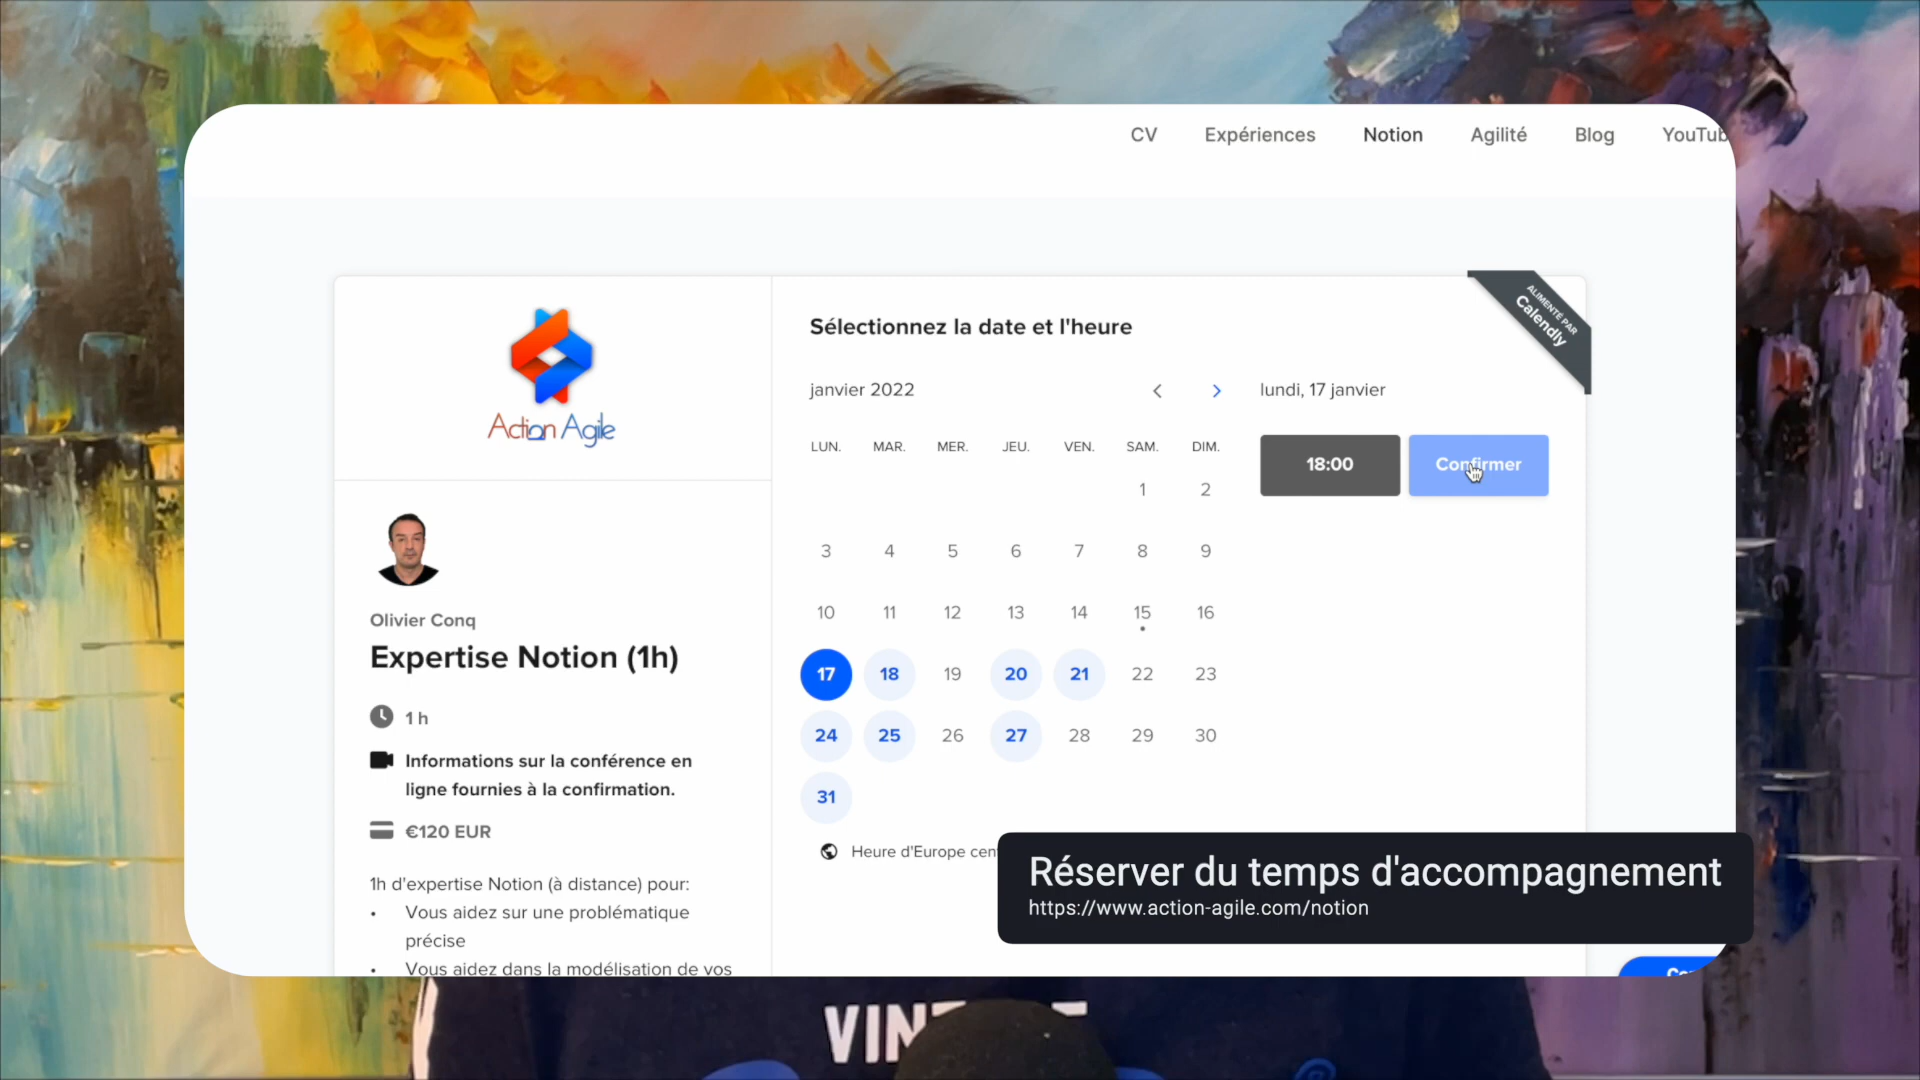 CV Expériences Notion Agilité Blog
Action Agile
Sélectionnez la date et l'heure
ALIMENTÉ PAR
Calendly
janvier 2022
lundi, 17 janvier
LUN. MAR. MER. JEU. VEN. SAM. DIM.
18:00 Confirmer
1 2
3 4 5 6 7 8 9
10 11 12 13 14 15 16
17 18 19 20 21 22 23
24 25 26 27 28 29 30
31
Olivier Conq
Expertise Notion (1h)
1 h
Informations sur la conférence en
ligne fournies à la confirmation.
€120 EUR
1h d'expertise Notion (à distance) pour:
• Vous aidez sur une problématique
précise
• Vous aidez dans la modélisation de vos
Heure d'Europe
Réserver du temps d'accompagnement
https://www.action-agile.com/notion